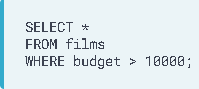 SELECT *
FROM films
WHERE budget > 10000;